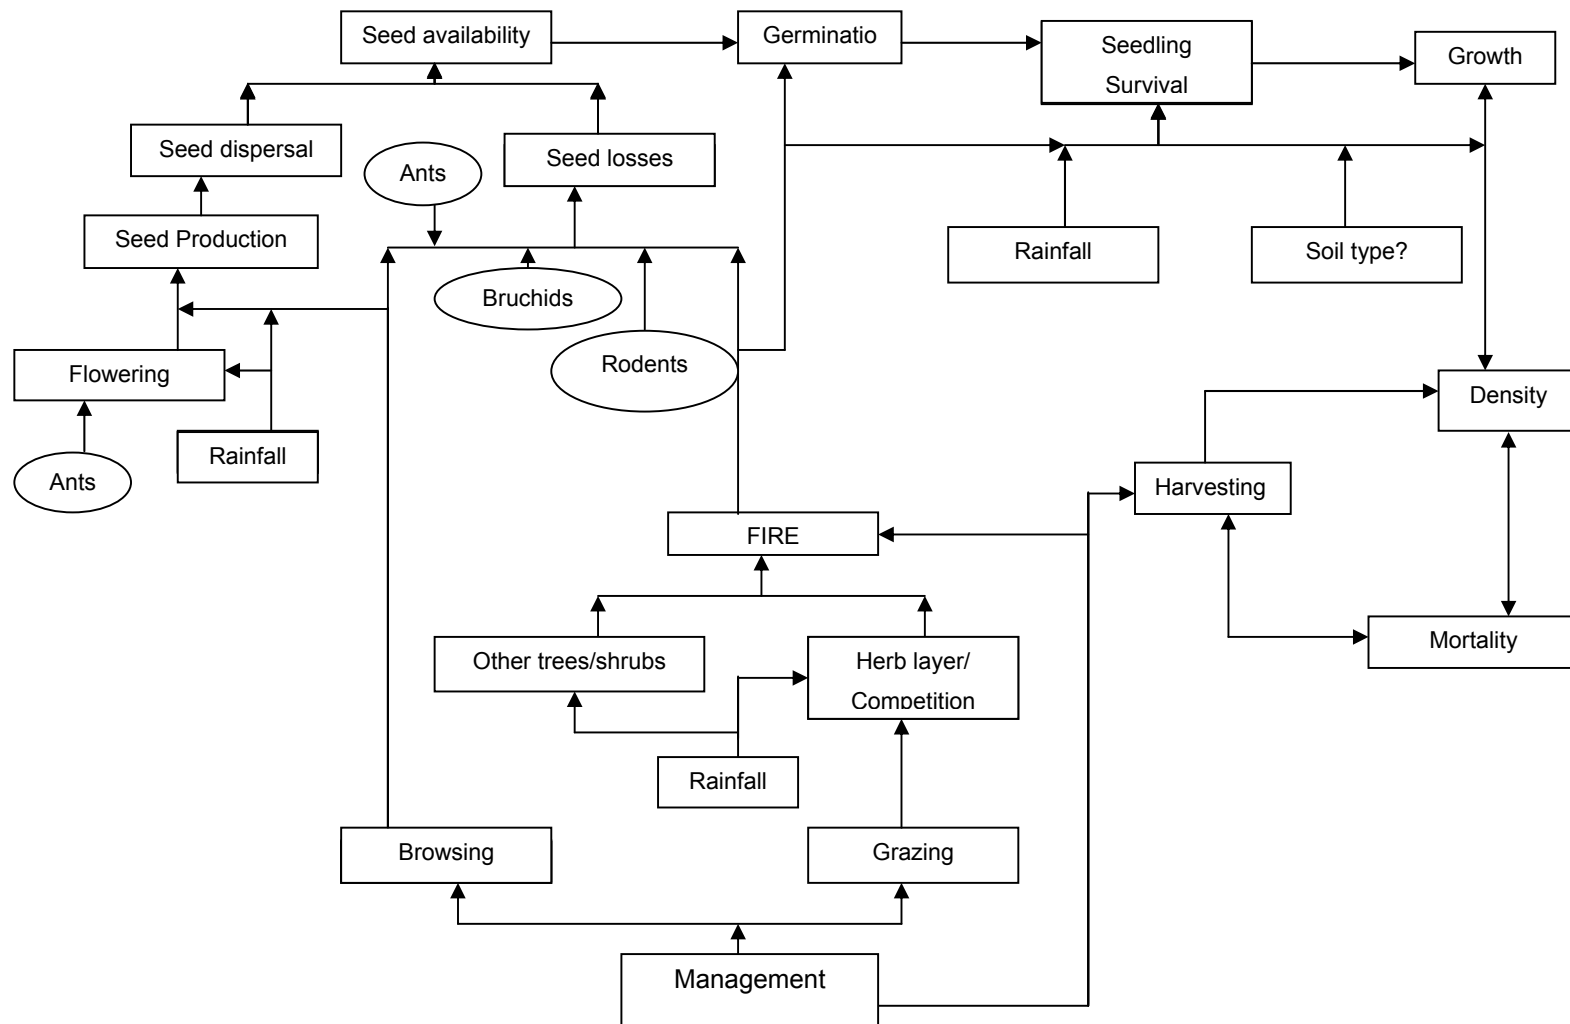 Seed availability
Germinatio
Seedling
Survival
Growth
Seed dispersal
Ants
Seed losses
Seed Production
Rainfall
Soil type?
Bruchids
Rodents
Flowering
Density
Rainfall
Ants
Harvesting
FIRE
Other trees/shrubs
Herb layer/
Competition
Mortality
Rainfall
Browsing
Grazing
Management